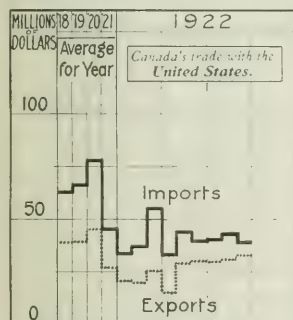 MILLIONS OF DOLLARS
'18 '19 '20 '21
1922
Average for Year
Canada's trade with the
United States.
100
Imports
50
Exports
0